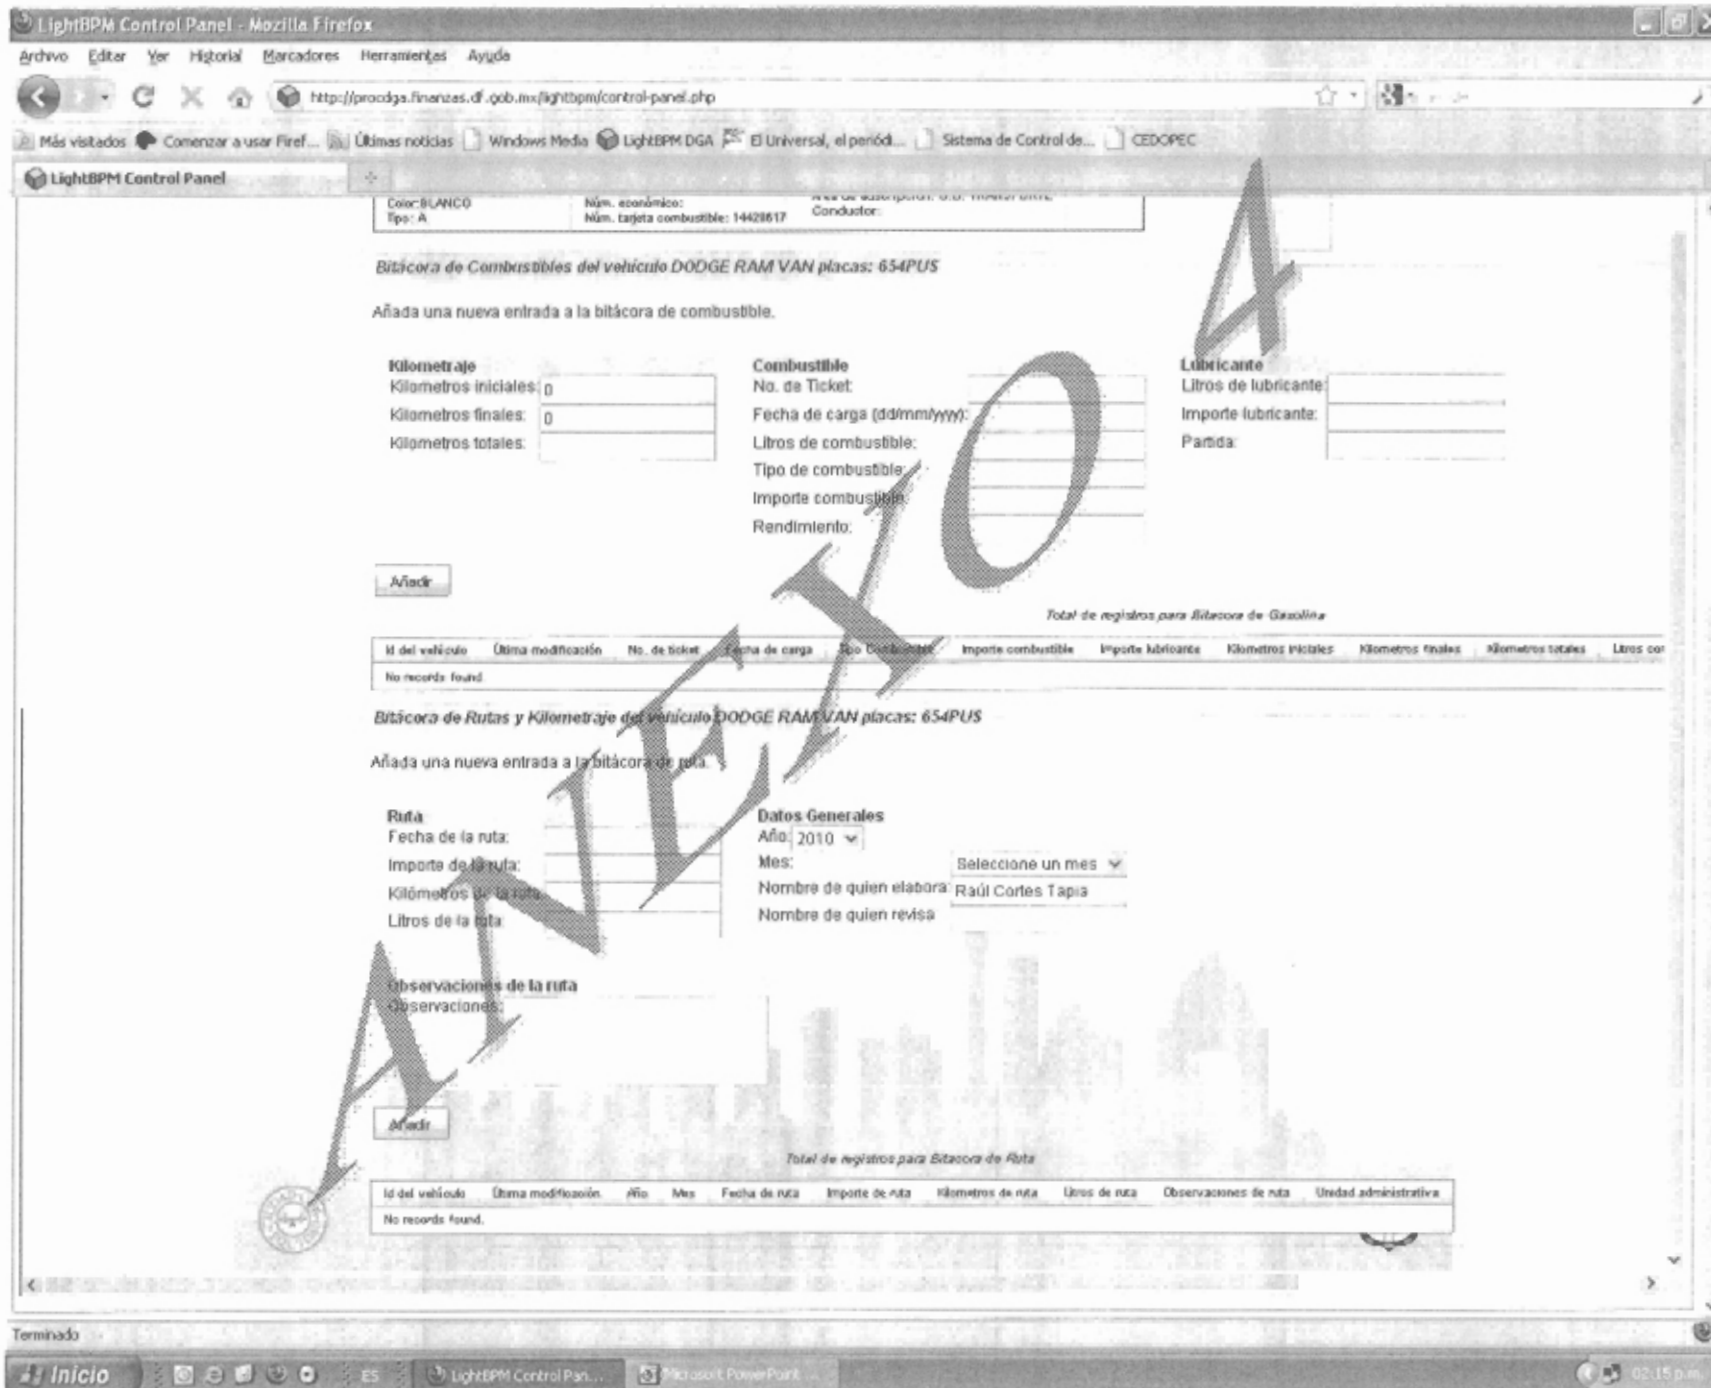 LightBPM Control Panel - Mozilla Firefox
Archivo Editar Ver Historial Marcadores Herramientas Ayuda
http://procdga.finanzas.df.gob.mx/lightbpm/control-panel.php
Más visitados Comenzar a usar Firef... Últimas noticias Windows Media LightBPM DGA El Universal, el periódi... Sistema de Control de... CEDOPEC
LightBPM Control Panel
Color: BLANCO Núm. económico:
Tipo: A Núm. tarjeta combustible: 14428617 Conductor:
Bitácora de Combustibles del vehículo DODGE RAM VAN placas: 654PUS
Añada una nueva entrada a la bitácora de combustible.
Kilometraje Combustible Lubricante
Kilometros iniciales: 0 No. de Ticket: Litros de lubricante:
Kilometros finales: 0 Fecha de carga (dd/mm/yyyy): Importe lubricante:
Kilometros totales: Litros de combustible: Partida:
Tipo de combustible:
Importe combustible:
Rendimiento:
Añadir
Total de registros para Bitacora de Gasolina
Id del vehículo Última modificación No. de ticket Fecha de carga Tipo Combustible Importe combustible Importe lubricante Kilometros iniciales Kilometros finales Kilometros totales Litros con
No records found
Bitácora de Rutas y Kilometraje del vehículo DODGE RAM VAN placas: 654PUS
Añada una nueva entrada a la bitácora de ruta.
Ruta Datos Generales
Fecha de la ruta: Año: 2010
Importe de la ruta: Mes: Seleccione un mes
Kilómetros de la ruta: Nombre de quien elabora: Raúl Cortes Tapia
Litros de la ruta Nombre de quien revisa
Observaciones de la ruta
Observaciones:
Añadir
Total de registros para Bitacora de Ruta
Id del vehículo Última modificación Año Mes Fecha de ruta Importe de ruta Kilometros de ruta Litros de ruta Observaciones de ruta Unidad administrativa
No records found.
ANEXO 4
Terminado
Inicio ES LightBPM Control Pan... Microsoft PowerPoint ... 02:15 p.m.